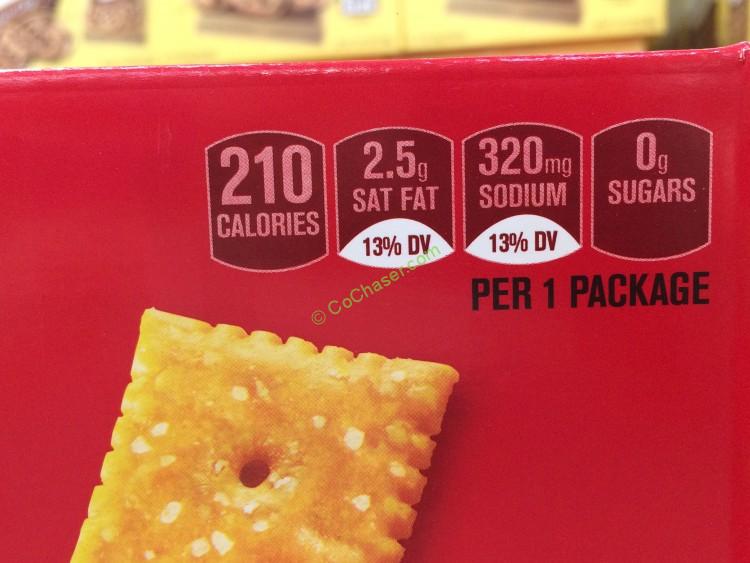 210
CALORIES
2.5g
SAT FAT
13% DV
320mg
SODIUM
13% DV
0g
SUGARS
PER 1 PACKAGE
© CoChaser.com